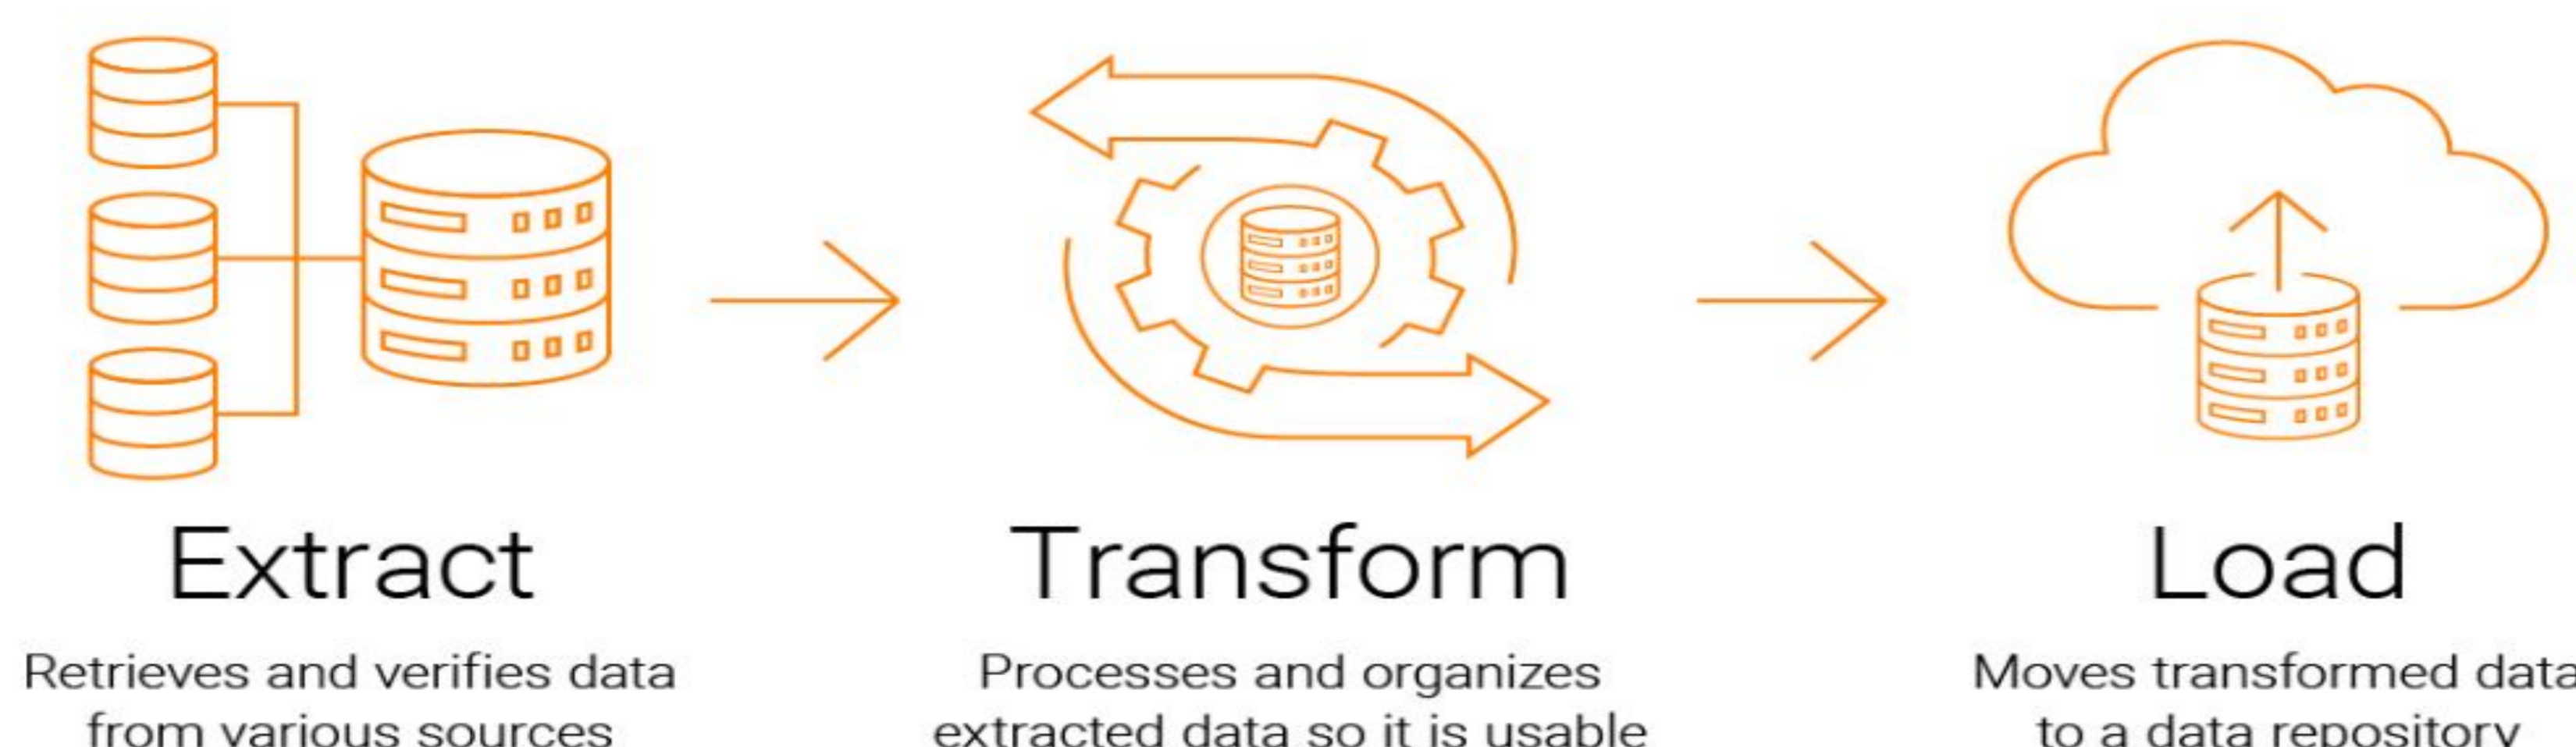 Extract
Retrieves and verifies data
from various sources
Transform
Processes and organizes
extracted data so it is usable
Load
Moves transformed data
to a data repository